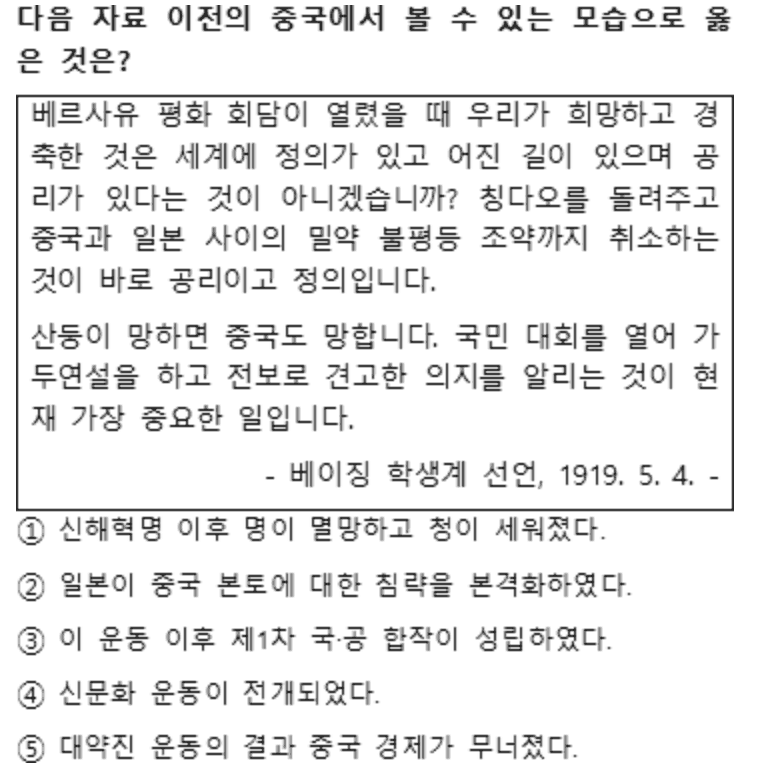 다음 자료 이전의 중국에서 볼 수 있는 모습으로 옳
은 것은?
베르사유 평화 회담이 열렸을 때 우리가 희망하고 경
축한 것은 세계에 정의가 있고 어진 길이 있으며 공
리가 있다는 것이 아니겠습니까? 칭다오를 돌려주고
중국과 일본 사이의 밀약 불평등 조약까지 취소하는
것이 바로 공리이고 정의입니다.
산둥이 망하면 중국도 망합니다. 국민 대회를 열어 가
두연설을 하고 전보로 견고한 의지를 알리는 것이 현
재 가장 중요한 일입니다.
- 베이징 학생계 선언, 1919. 5. 4. -
① 신해혁명 이후 명이 멸망하고 청이 세워졌다.
② 일본이 중국 본토에 대한 침략을 본격화하였다.
③ 이 운동 이후 제1차 국·공 합작이 성립하였다.
④ 신문화 운동이 전개되었다.
⑤ 대약진 운동의 결과 중국 경제가 무너졌다.